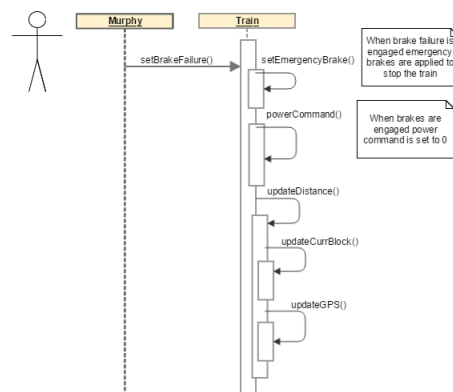 Murphy
Train
setBrakeFailure()
setEmergencyBrake()
When brake failure is
engaged emergency
brakes are applied to
stop the train
powerCommand()
When brakes are
engaged power
command is set to 0
updateDistance()
updateCurrBlock()
updateGPS()